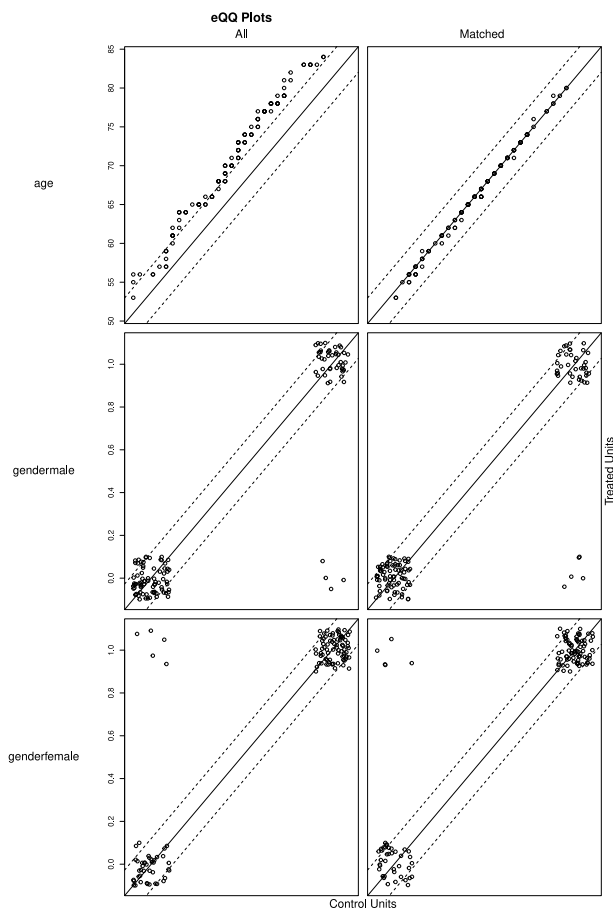 eQQ Plots
All Matched
age
50 55 60 65 70 75 80 85
gendermale
0.0 0.2 0.4 0.6 0.8 1.0
Treated Units
genderfemale
0.0 0.2 0.4 0.6 0.8 1.0
Control Units